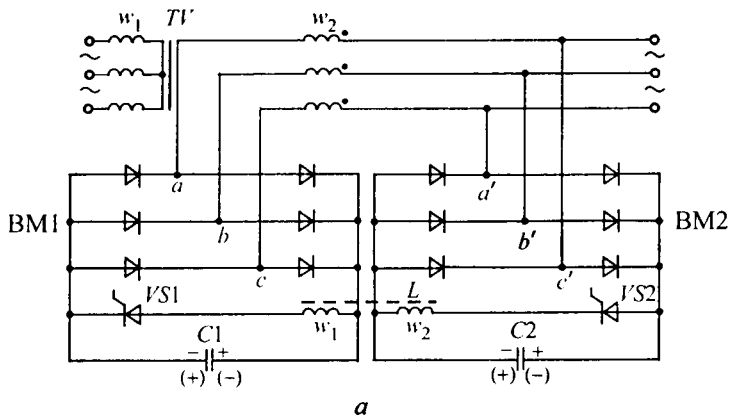 w₁ TV w₂
~
~
~
~
a a'
BM1 b b' BM2
c c'
VS1 L VS2
w₁ w₂
C1 C2
− + − +
(+) (−) (+) (−)
a